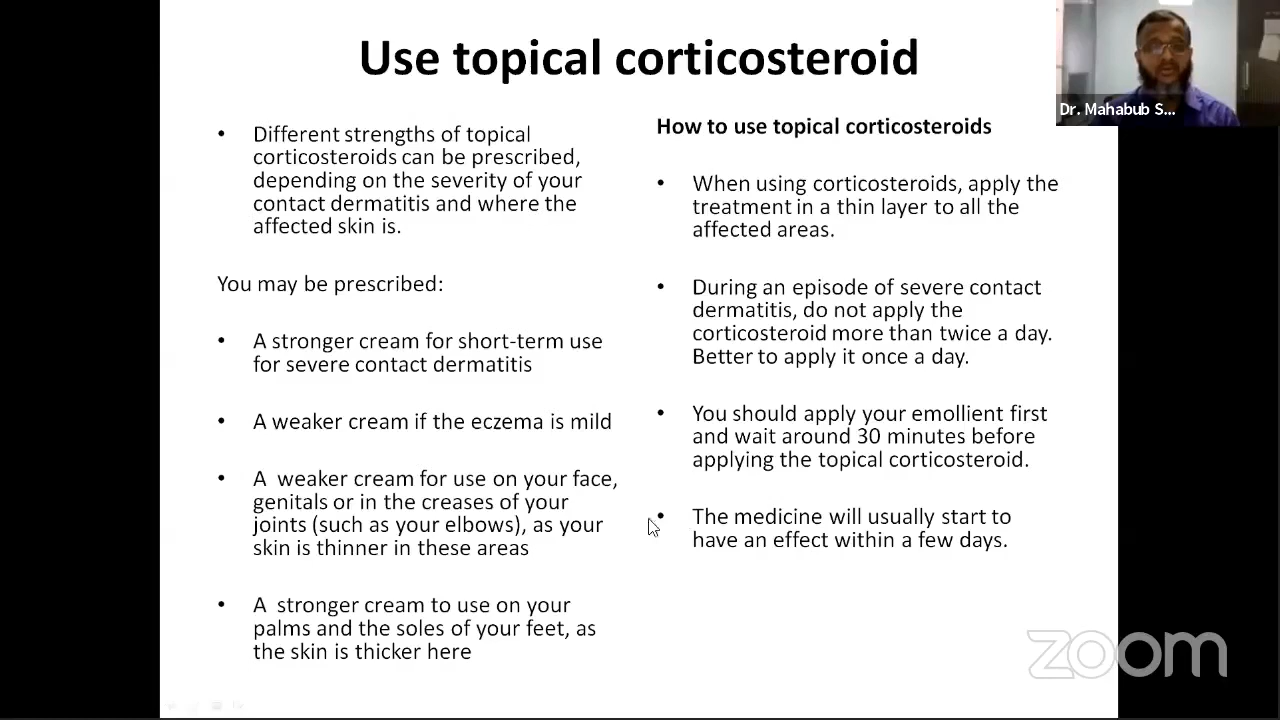 Use topical corticosteroid
Dr. Mahabub S...
• Different strengths of topical
corticosteroids can be prescribed,
depending on the severity of your
contact dermatitis and where the
affected skin is.
You may be prescribed:
• A stronger cream for short-term use
for severe contact dermatitis
• A weaker cream if the eczema is mild
• A weaker cream for use on your face,
genitals or in the creases of your
joints (such as your elbows), as your
skin is thinner in these areas
• A stronger cream to use on your
palms and the soles of your feet, as
the skin is thicker here
How to use topical corticosteroids
• When using corticosteroids, apply the
treatment in a thin layer to all the
affected areas.
• During an episode of severe contact
dermatitis, do not apply the
corticosteroid more than twice a day.
Better to apply it once a day.
• You should apply your emollient first
and wait around 30 minutes before
applying the topical corticosteroid.
• The medicine will usually start to
have an effect within a few days.
zoom